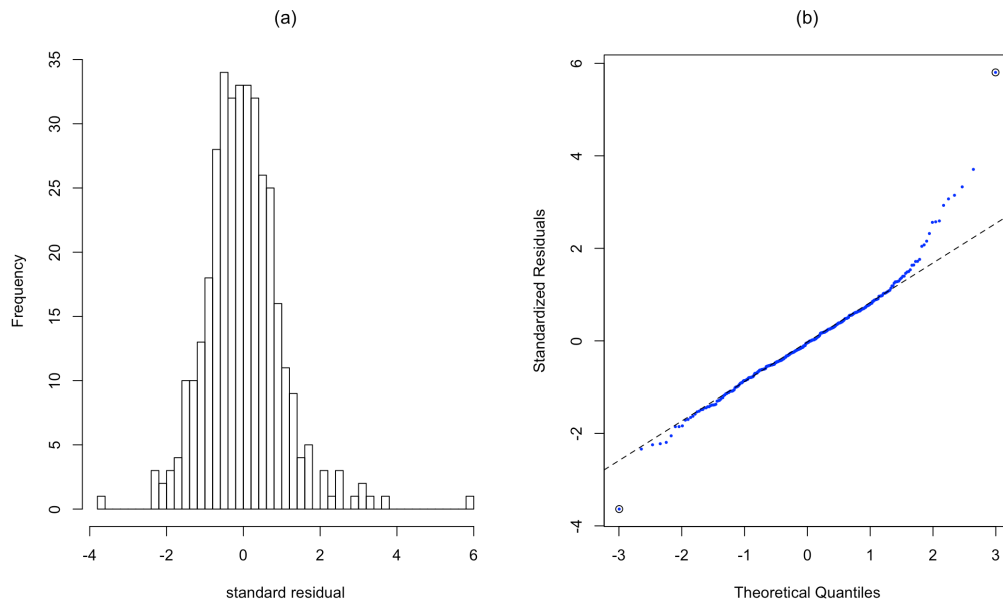 (a)
Frequency
35
30
25
20
15
10
5
0
-4 -2 0 2 4 6
standard residual
(b)
Standardized Residuals
6
4
2
0
-2
-4
-3 -2 -1 0 1 2 3
Theoretical Quantiles